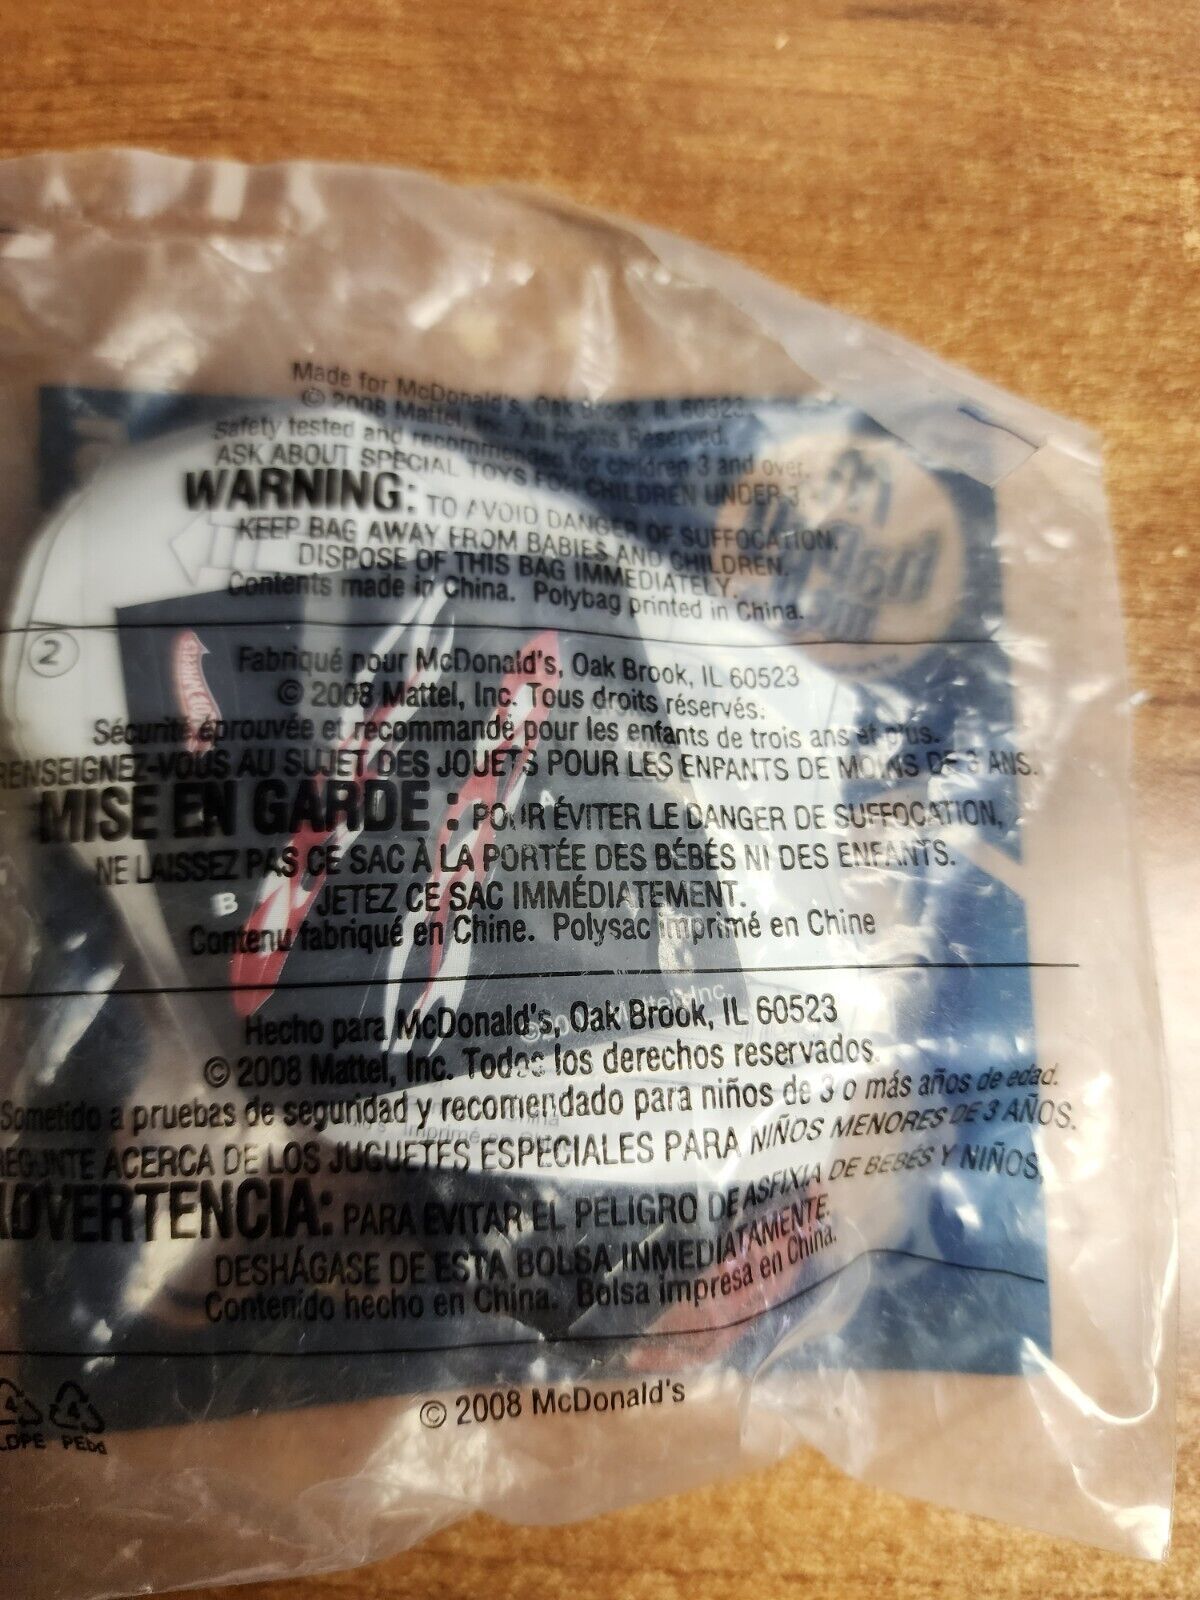 Made for McDonald's, Oak Brook, IL 60523
© 2008 Mattel, Inc. All Rights Reserved.
Safety tested and recommended for children 3 and over.
ASK ABOUT SPECIAL TOYS FOR CHILDREN UNDER 3.
WARNING: TO AVOID DANGER OF SUFFOCATION,
KEEP BAG AWAY FROM BABIES AND CHILDREN.
DISPOSE OF THIS BAG IMMEDIATELY.
Contents made in China. Polybag printed in China.
2
HOT WHEELS
Fabriqué pour McDonald's, Oak Brook, IL 60523
© 2008 Mattel, Inc. Tous droits réservés.
Sécurité éprouvée et recommandé pour les enfants de trois ans et plus.
RENSEIGNEZ-VOUS AU SUJET DES JOUETS POUR LES ENFANTS DE MOINS DE 3 ANS.
MISE EN GARDE : POUR ÉVITER LE DANGER DE SUFFOCATION,
NE LAISSEZ PAS CE SAC À LA PORTÉE DES BÉBÉS NI DES ENFANTS.
JETEZ CE SAC IMMÉDIATEMENT.
B
Contenu fabriqué en Chine. Polysac imprimé en Chine
Hecho para McDonald's, Oak Brook, IL 60523
© 2008 Mattel, Inc. Todos los derechos reservados.
Sometido a pruebas de seguridad y recomendado para niños de 3 o más años de edad.
REGUNTE ACERCA DE LOS JUGUETES ESPECIALES PARA NIÑOS MENORES DE 3 AÑOS.
ADVERTENCIA: PARA EVITAR EL PELIGRO DE ASFIXIA DE BEBÉS Y NIÑOS,
DESHÁGASE DE ESTA BOLSA INMEDIATAMENTE.
Contenido hecho en China. Bolsa impresa en China.
© 2008 McDonald's
4
4
LDPE PEbd